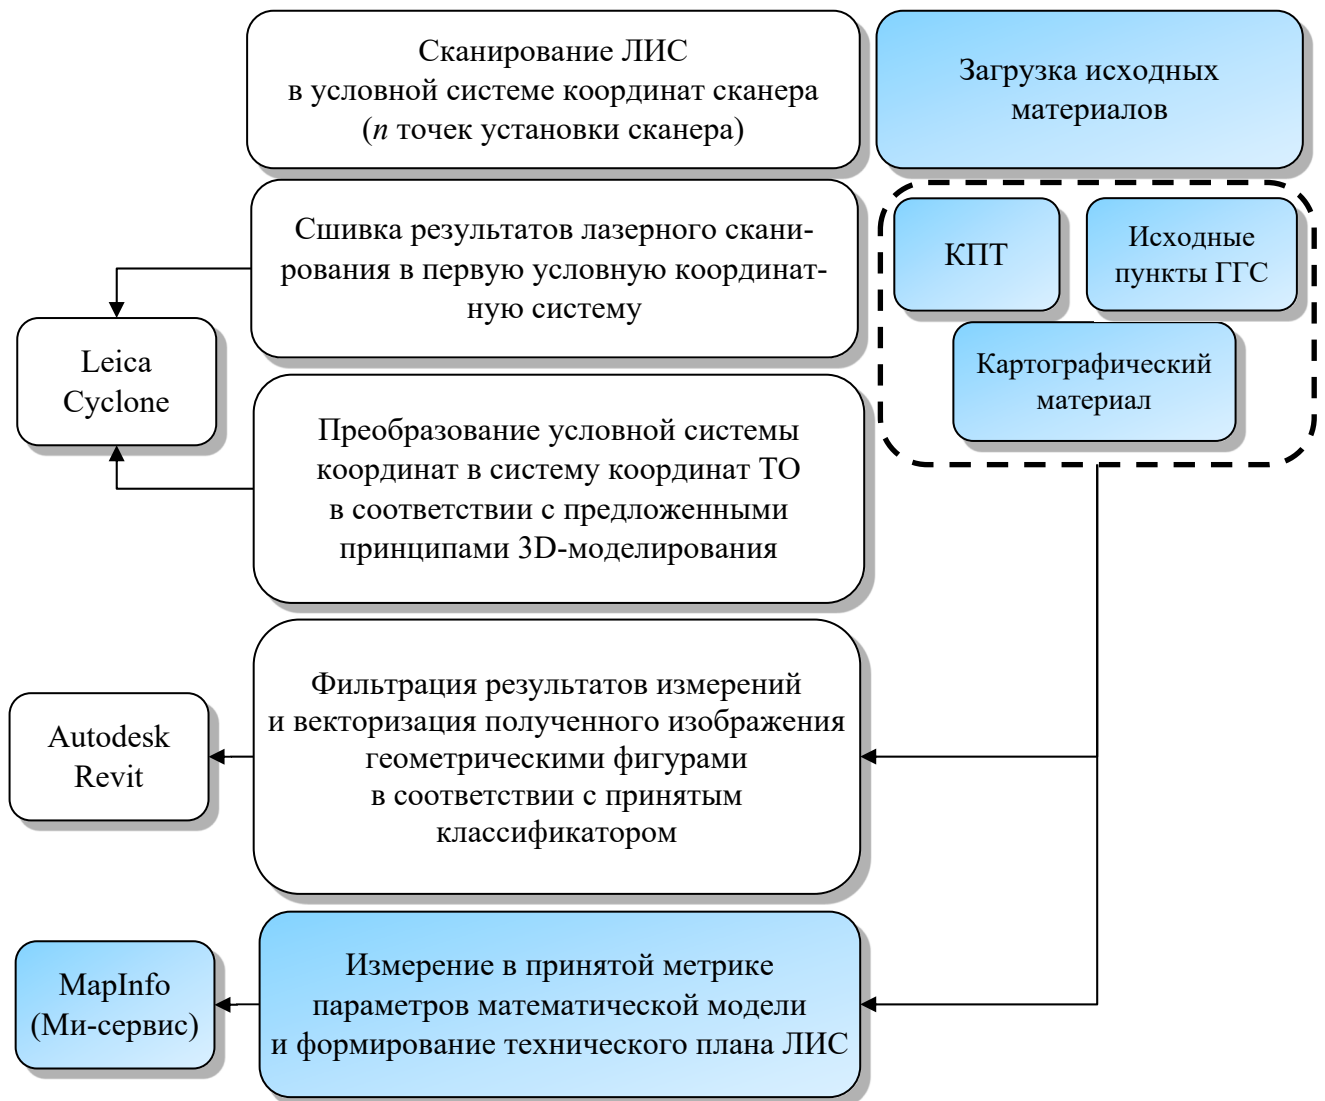 Сканирование ЛИС
в условной системе координат сканера
(n точек установки сканера)
Загрузка исходных
материалов
Сшивка результатов лазерного скани-
рования в первую условную координат-
ную систему
КПТ
Исходные
пункты ГГС
Картографический
материал
Leica
Cyclone
Преобразование условной системы
координат в систему координат ТО
в соответствии с предложенными
принципами 3D-моделирования
Фильтрация результатов измерений
и векторизация полученного изображения
геометрическими фигурами
в соответствии с принятым
классификатором
Autodesk
Revit
Измерение в принятой метрике
параметров математической модели
и формирование технического плана ЛИС
MapInfo
(Ми-сервис)